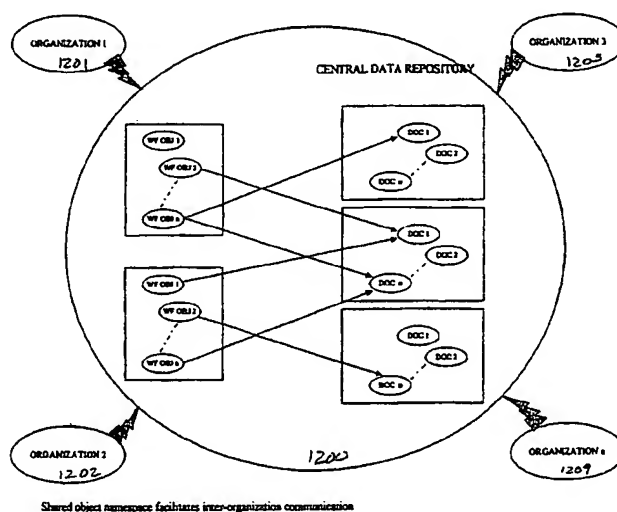 ORGANIZATION 1
1201
ORGANIZATION 3
1203
CENTRAL DATA REPOSITORY
WF OBJ 1
WF OBJ 2
WF OBJ n
DOC 1
DOC 2
DOC n
DOC 1
DOC 2
DOC n
WF OBJ 1
WF OBJ 2
WF OBJ n
DOC 1
DOC 2
DOC n
ORGANIZATION 2
1202
1200
ORGANIZATION n
1209
Shared object namespace facilitates inter-organization communication